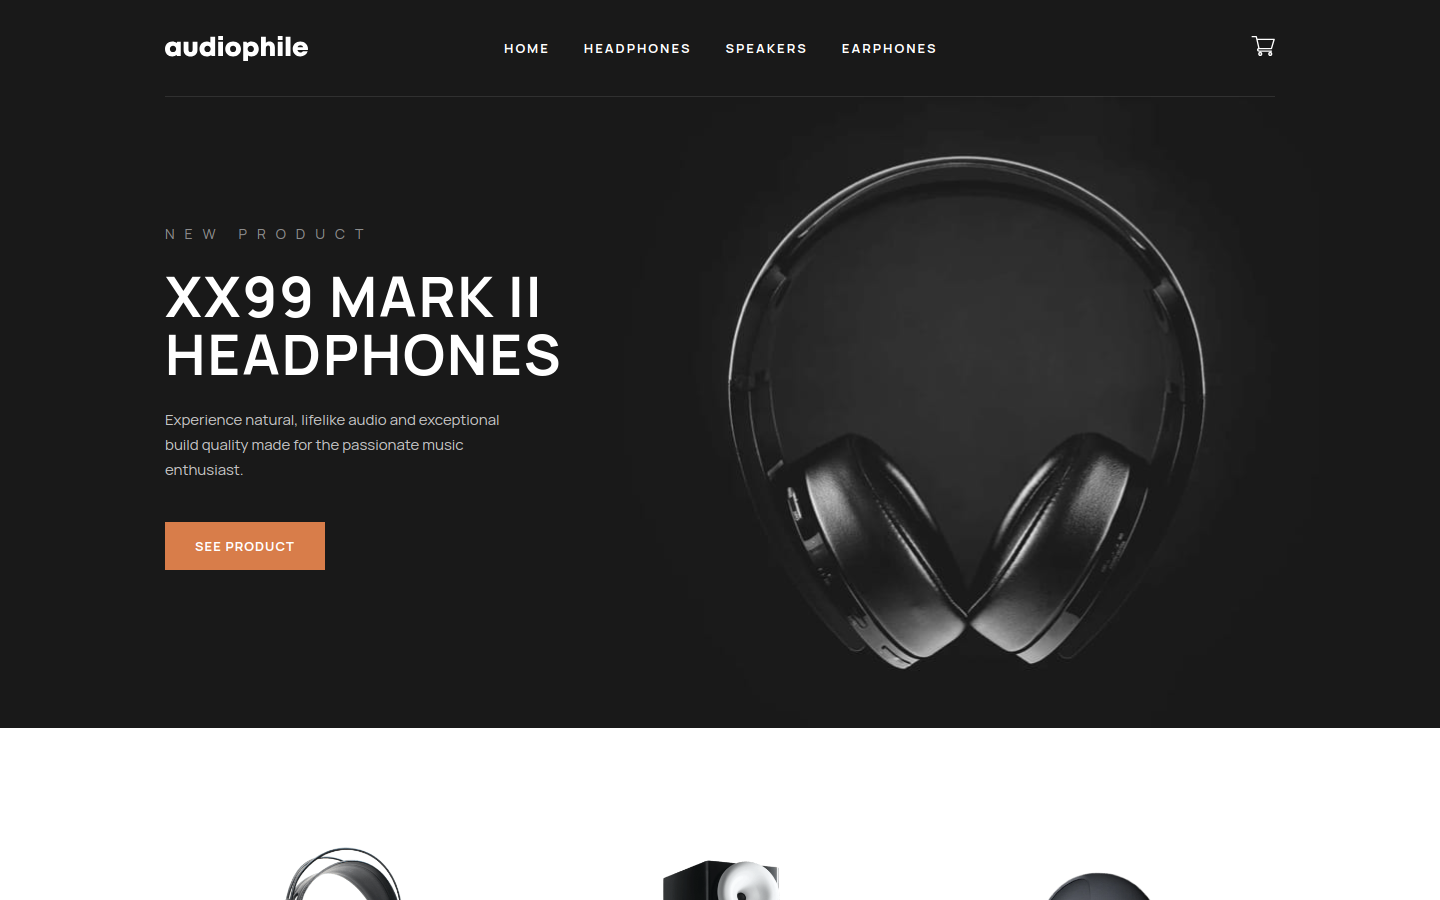 audiophile
HOME HEADPHONES SPEAKERS EARPHONES
NEW PRODUCT
XX99 MARK II
HEADPHONES
Experience natural, lifelike audio and exceptional
build quality made for the passionate music
enthusiast.
SEE PRODUCT